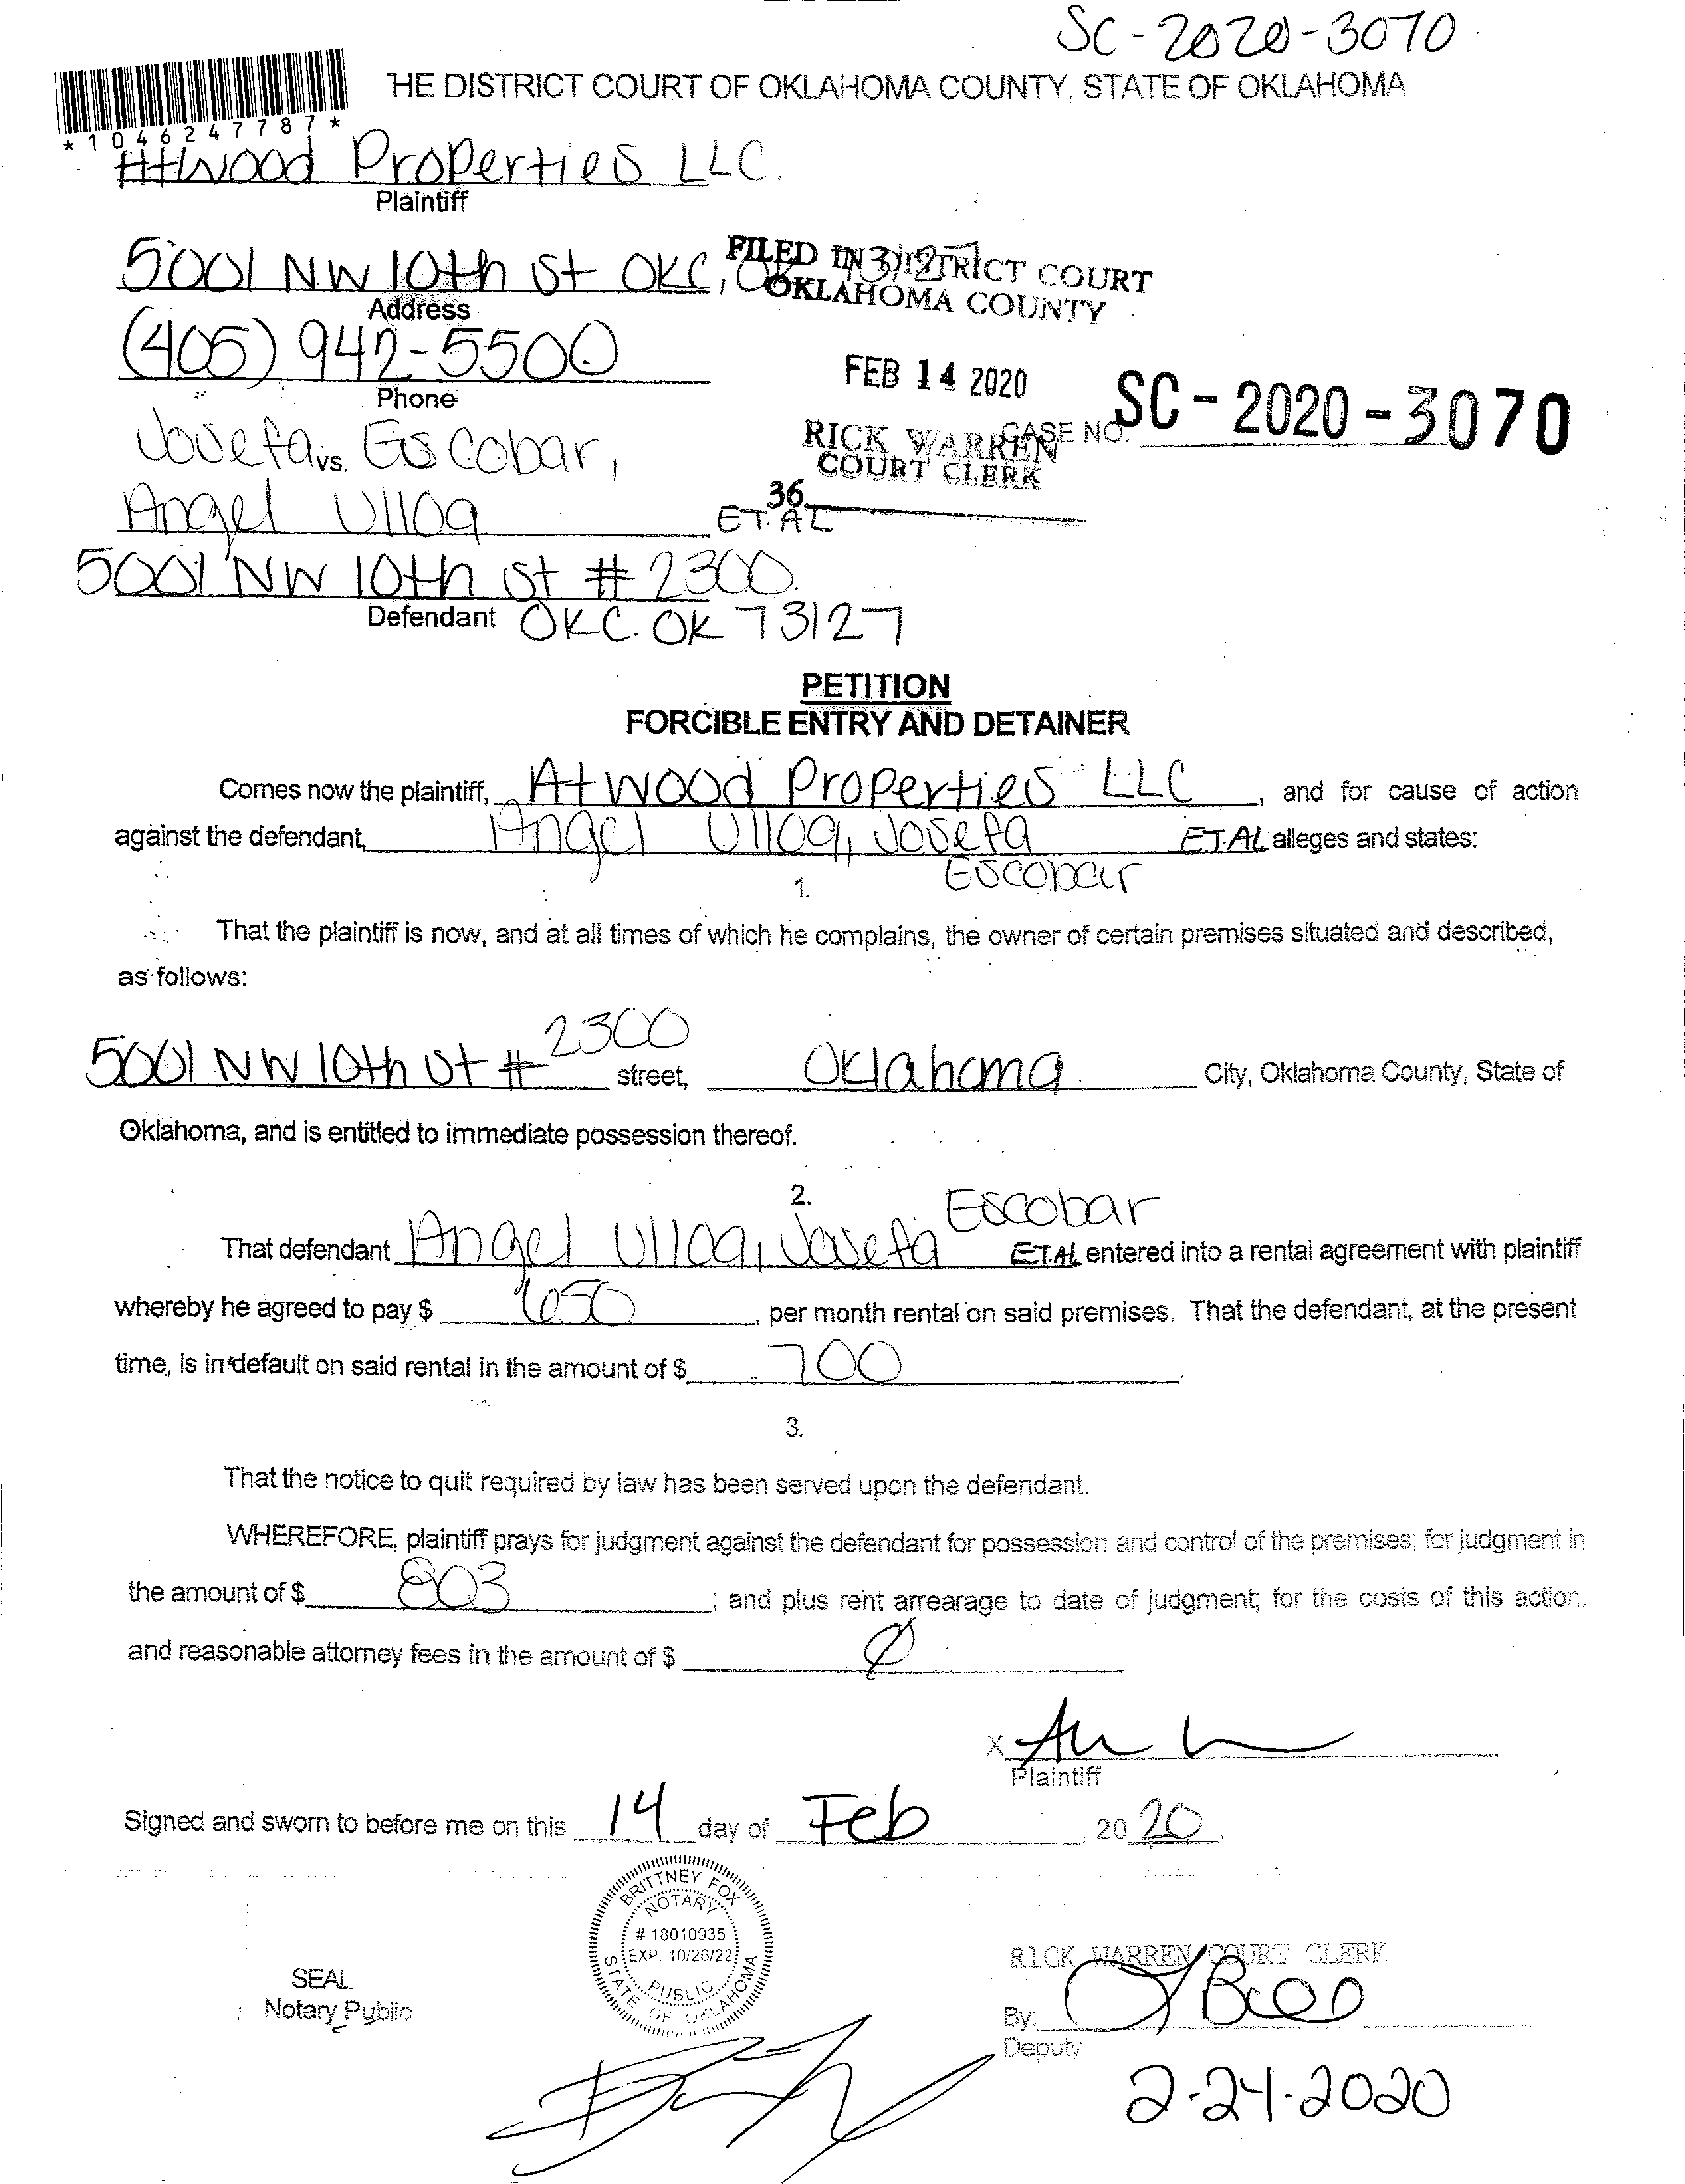 SC-2020-3070
HE DISTRICT COURT OF OKLAHOMA COUNTY, STATE OF OKLAHOMA
*1046247787*
Atwood Properties LLC.
Plaintiff
5001 NW 10th St OKC, OK 73127
FILED IN DISTRICT COURT
OKLAHOMA COUNTY
Address
(405) 942-5500
Phone
FEB 14 2020
SC-2020-3070
RICK WARREN
COURT CLERK
CASE NO.
Josefa vs. Escobar,
36
Angel Ulloa ET. AL
5001 NW 10th St # 2300
Defendant OKC. OK 73127
PETITION
FORCIBLE ENTRY AND DETAINER
Comes now the plaintiff, Atwood Properties LLC, and for cause of action
against the defendant, Angel Ulloa, Josefa Escobar ET.AL alleges and states:
1.
That the plaintiff is now, and at all times of which he complains, the owner of certain premises situated and described,
as follows:
5001 NW 10th St # 2300 street, Oklahoma City, Oklahoma County, State of
Oklahoma, and is entitled to immediate possession thereof.
2.
That defendant Angel Ulloa, Josefa Escobar ET.AL entered into a rental agreement with plaintiff
whereby he agreed to pay $ 650, per month rental on said premises. That the defendant, at the present
time, is in default on said rental in the amount of $ 700.
3.
That the notice to quit required by law has been served upon the defendant.
WHEREFORE, plaintiff prays for judgment against the defendant for possession and control of the premises; for judgment in
the amount of $ 803; and plus rent arrearage to date of judgment; for the costs of this action,
and reasonable attorney fees in the amount of $ Ø.
X
Plaintiff
Signed and sworn to before me on this 14 day of Feb, 20 20.
BRITTNEY FOX
NOTARY
# 18010935
EXP. 10/26/22
PUBLIC
STATE OF OKLAHOMA
SEAL
Notary Public
RICK WARREN COURT CLERK
By:
Deputy
2-24-2020